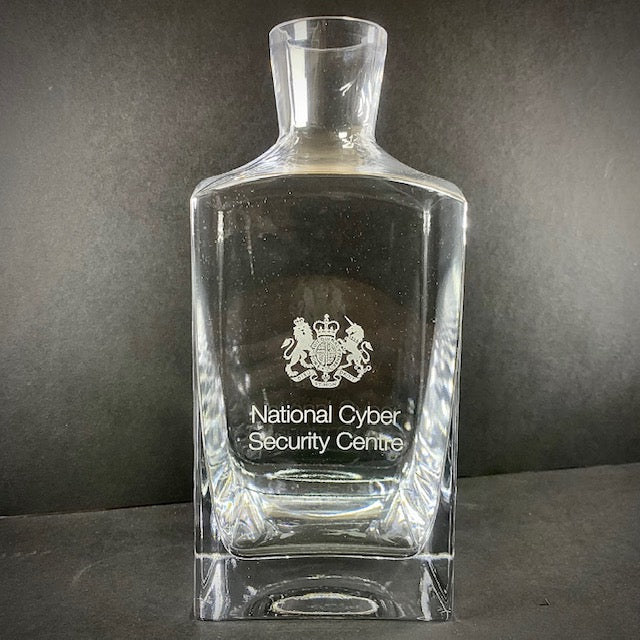 National Cyber
Security Centre